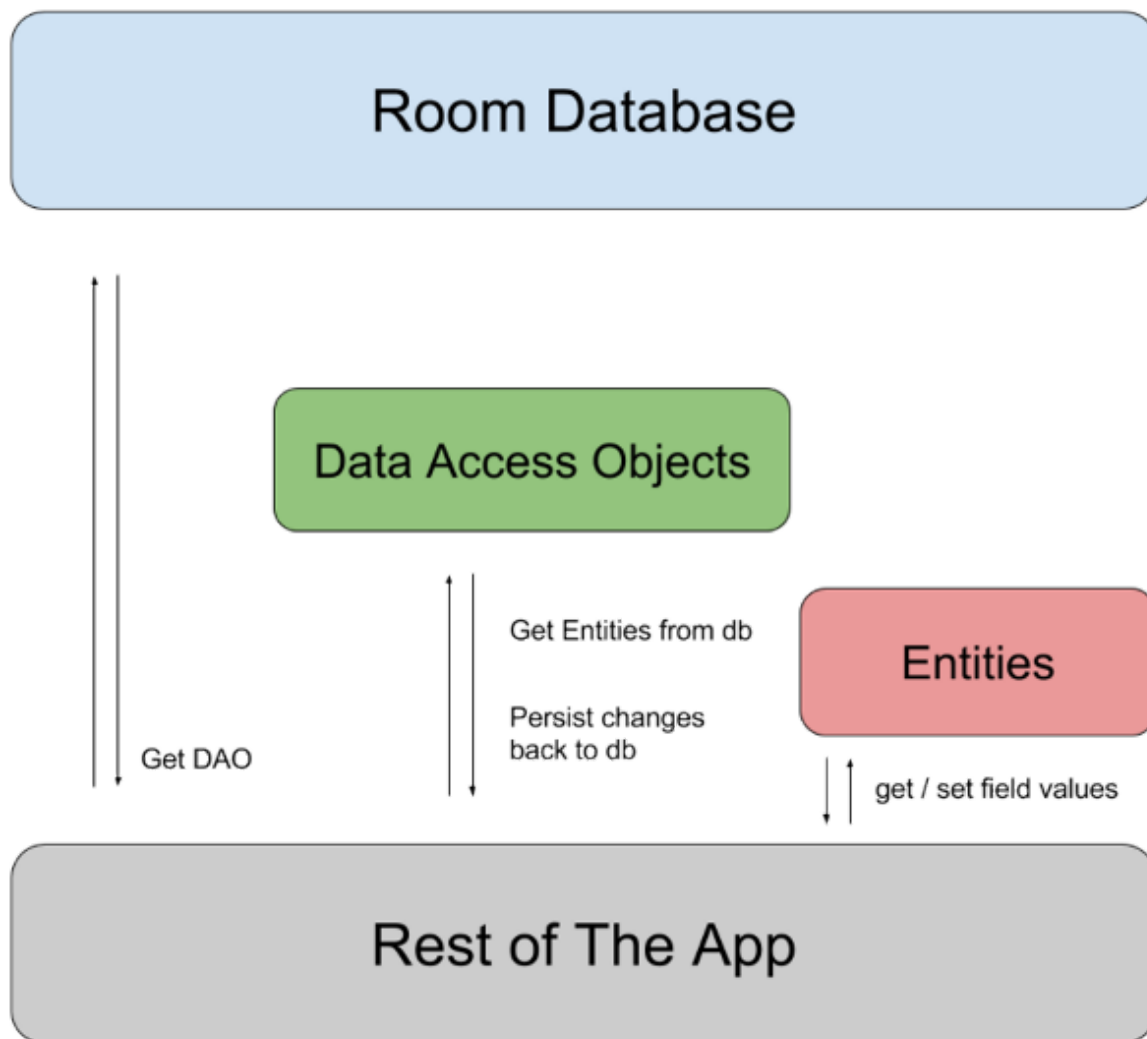 Room Database
Data Access Objects
Get Entities from db
Entities
Persist changes
back to db
Get DAO
get / set field values
Rest of The App